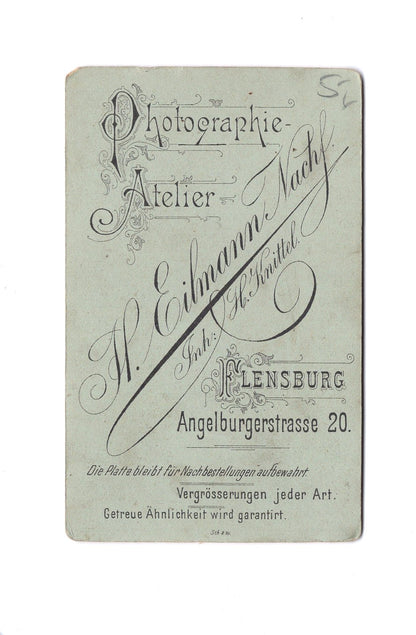 Photographie-
Atelier
H. Eilmann Nachf.
Inh: H. Knittel.
FLENSBURG
Angelburgerstrasse 20.
Die Platte bleibt für Nachbestellungen aufbewahrt
Vergrösserungen jeder Art.
Getreue Ähnlichkeit wird garantirt.